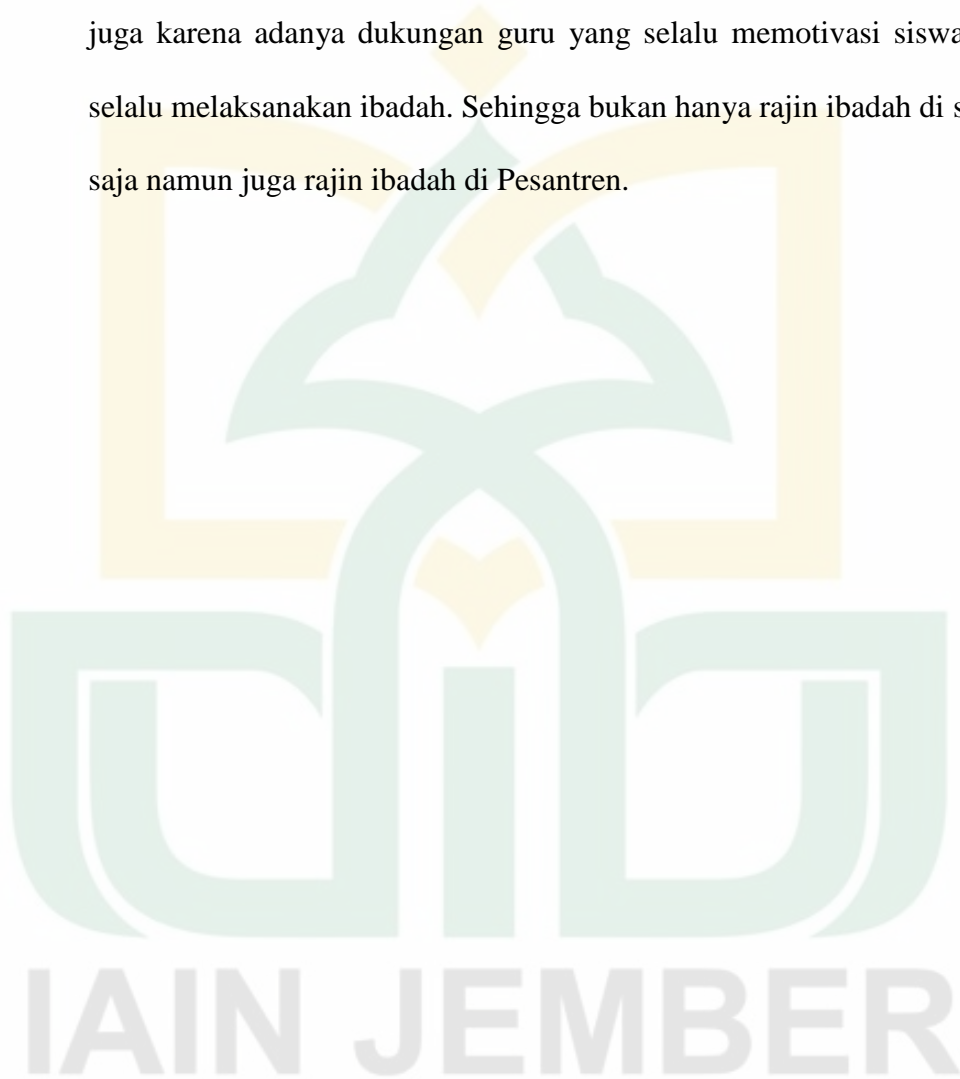 juga karena adanya dukungan guru yang selalu memotivasi siswa
selalu melaksanakan ibadah. Sehingga bukan hanya rajin ibadah di
saja namun juga rajin ibadah di Pesantren.
IAIN JEMBER